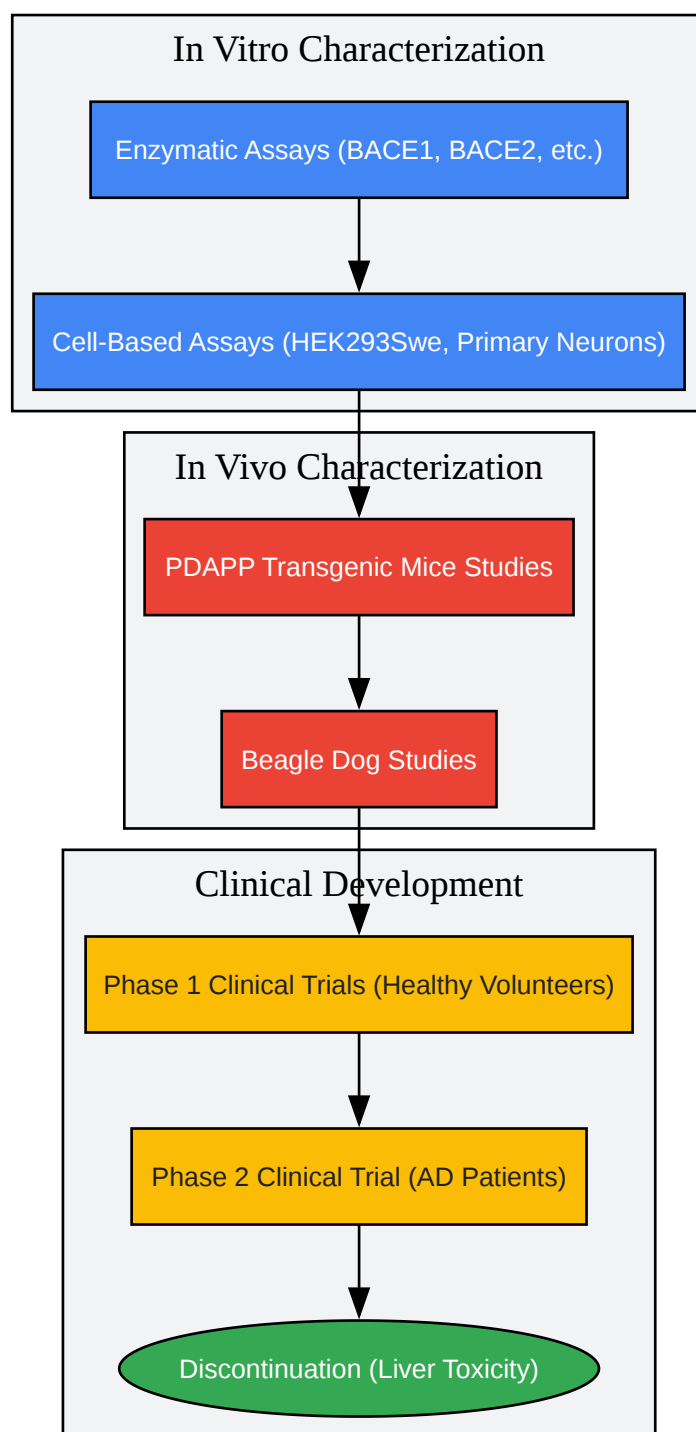 In Vitro Characterization
Enzymatic Assays (BACE1, BACE2, etc.)
Cell-Based Assays (HEK293Swe, Primary Neurons)
In Vivo Characterization
PDAPP Transgenic Mice Studies
Beagle Dog Studies
Clinical Development
Phase 1 Clinical Trials (Healthy Volunteers)
Phase 2 Clinical Trial (AD Patients)
Discontinuation (Liver Toxicity)